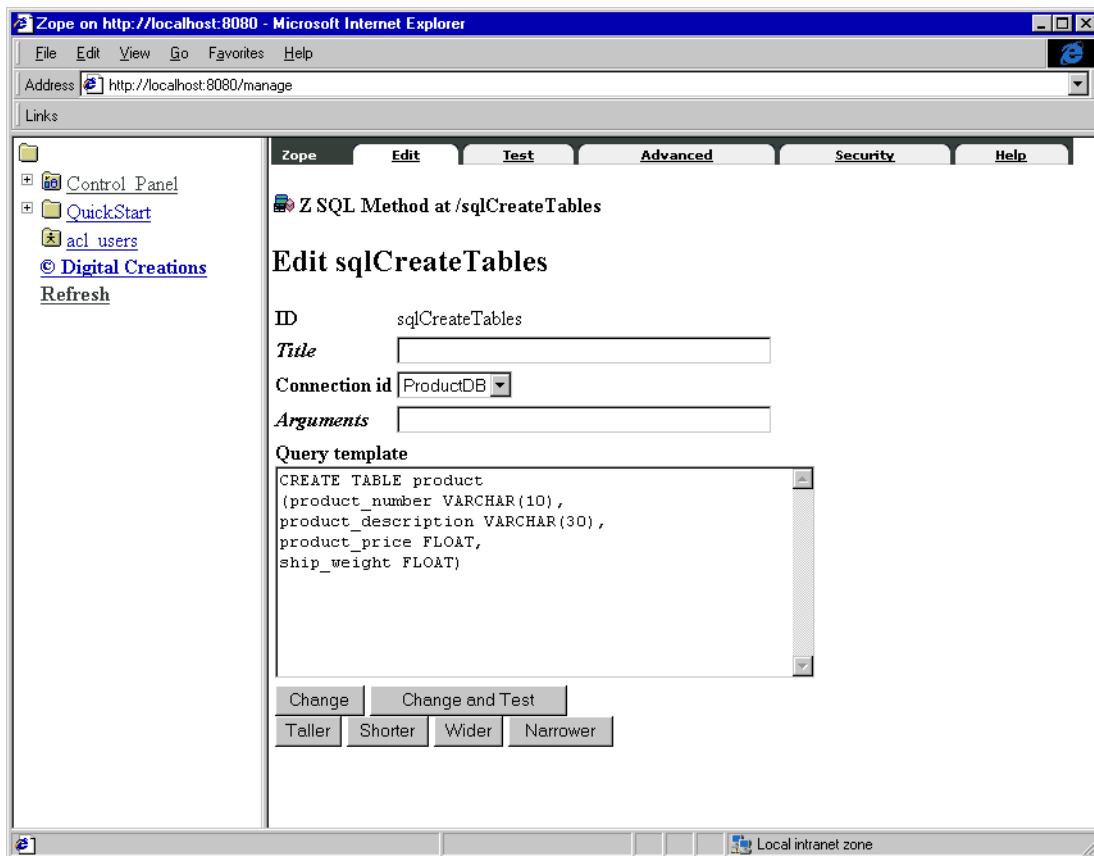 Zope on http://localhost:8080 - Microsoft Internet Explorer
File Edit View Go Favorites Help
Address http://localhost:8080/manage
Links
Control_Panel
QuickStart
acl_users
© Digital Creations
Refresh
Zope Edit Test Advanced Security Help
Z SQL Method at /sqlCreateTables
Edit sqlCreateTables
ID sqlCreateTables
Title
Connection id ProductDB
Arguments
Query template
CREATE TABLE product
(product_number VARCHAR(10),
product_description VARCHAR(30),
product_price FLOAT,
ship_weight FLOAT)
Change Change and Test
Taller Shorter Wider Narrower
Local intranet zone